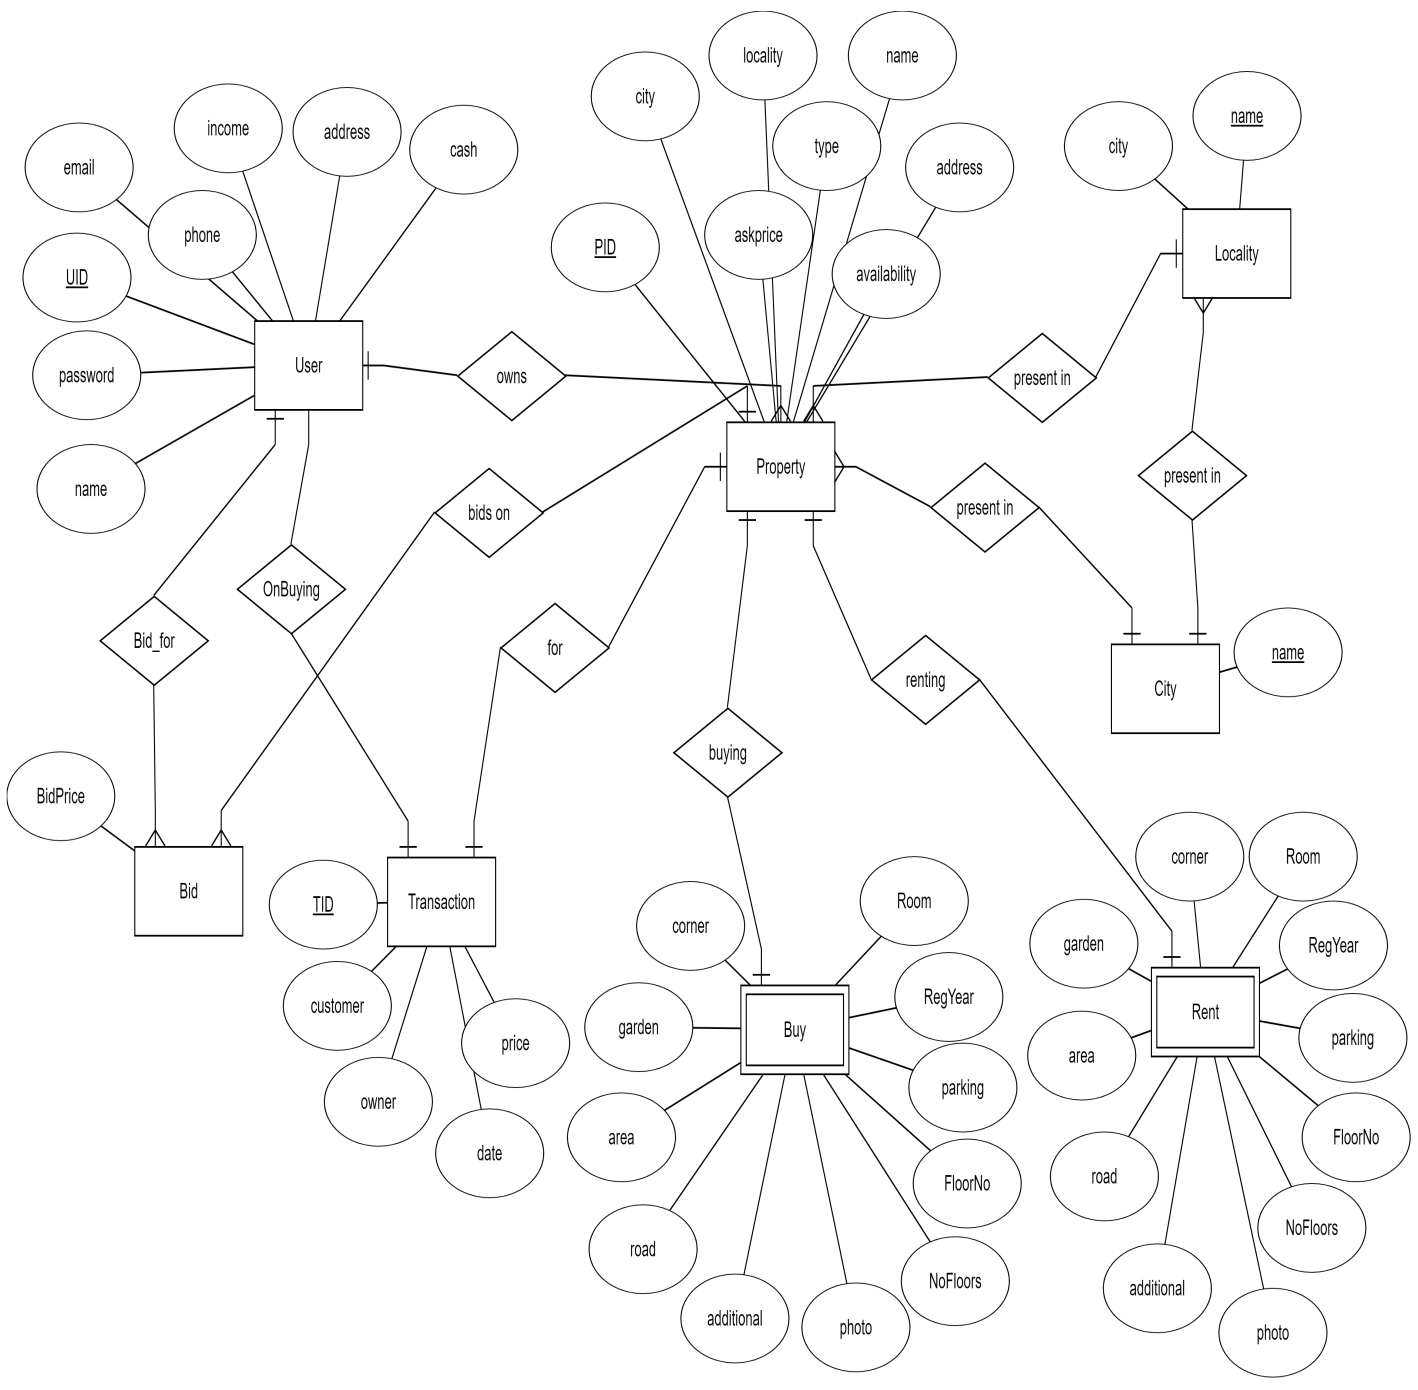 locality
name
city
name
income
address
type
city
cash
email
address
phone
askprice
PID
UID
availability
Locality
User
password
owns
present in
Property
present in
name
bids on
present in
OnBuying
Bid_for
for
name
renting
City
buying
BidPrice
corner
Room
Bid
TID
Transaction
Room
corner
garden
RegYear
customer
RegYear
Rent
garden
Buy
parking
price
area
parking
owner
area
FloorNo
date
road
FloorNo
NoFloors
road
NoFloors
additional
additional
photo
photo